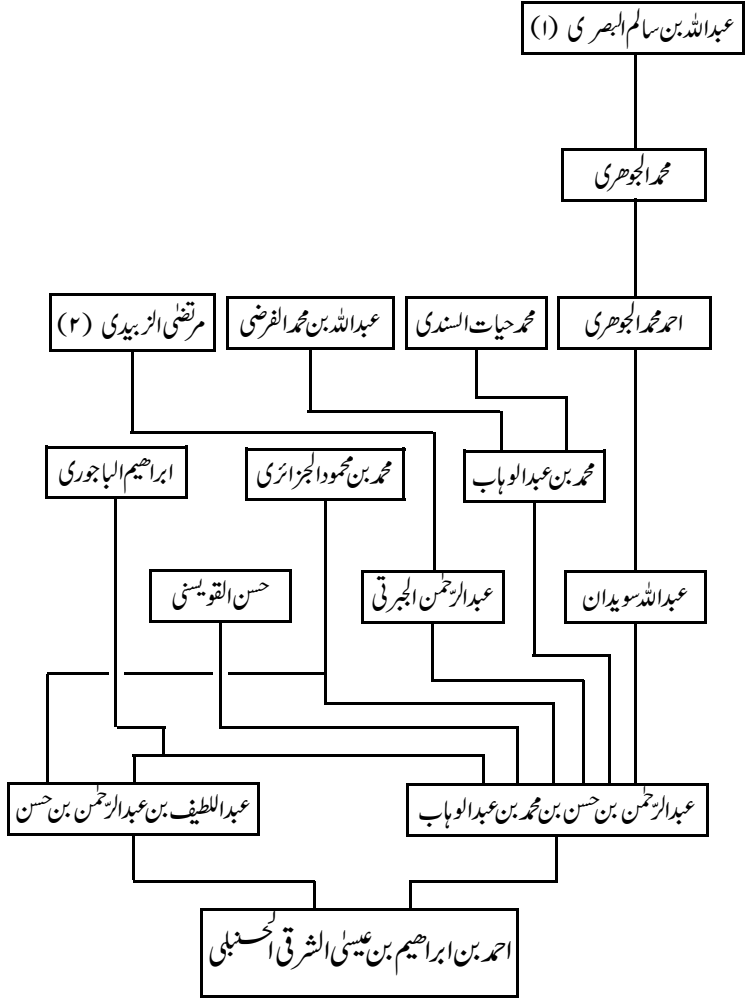 عبداللہ بن سالم البصری (۱)
محمد الجوھری
احمد محمد الجوھری
محمد حیات السندی
عبداللہ بن محمد الفرضی
مرتضیٰ الزبیدی (۲)
محمد بن عبدالوہاب
محمد بن محمود الجزائری
ابراھیم الباجوری
عبداللہ سویدان
عبدالرّحمٰن الجبرتی
حسن القویسنی
عبدالرّحمٰن بن حسن بن محمد بن عبدالوہاب
عبداللطیف بن عبدالرّحمٰن بن حسن
احمد بن ابراھیم بن عیسیٰ الشرقی الحنبلی